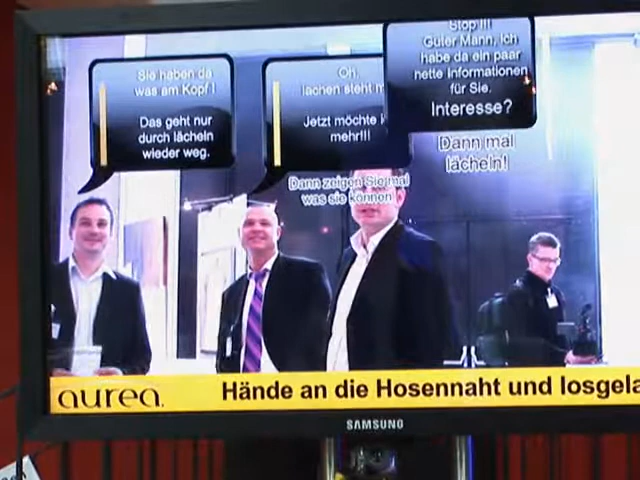 Sie haben da
was am Kopf!
Das geht nur
durch lächeln
wieder weg.
Oh,
lachen steht
Jetzt möchte
mehr!!!
Stop!!!
Guter Mann, ich
habe da ein paar
nette Informationen
für Sie.
Interesse?
Dann mal
lächeln!
Dann zeigen Sie mal
was sie können
aurea.
Hände an die Hosennaht und losgela
SAMSUNG